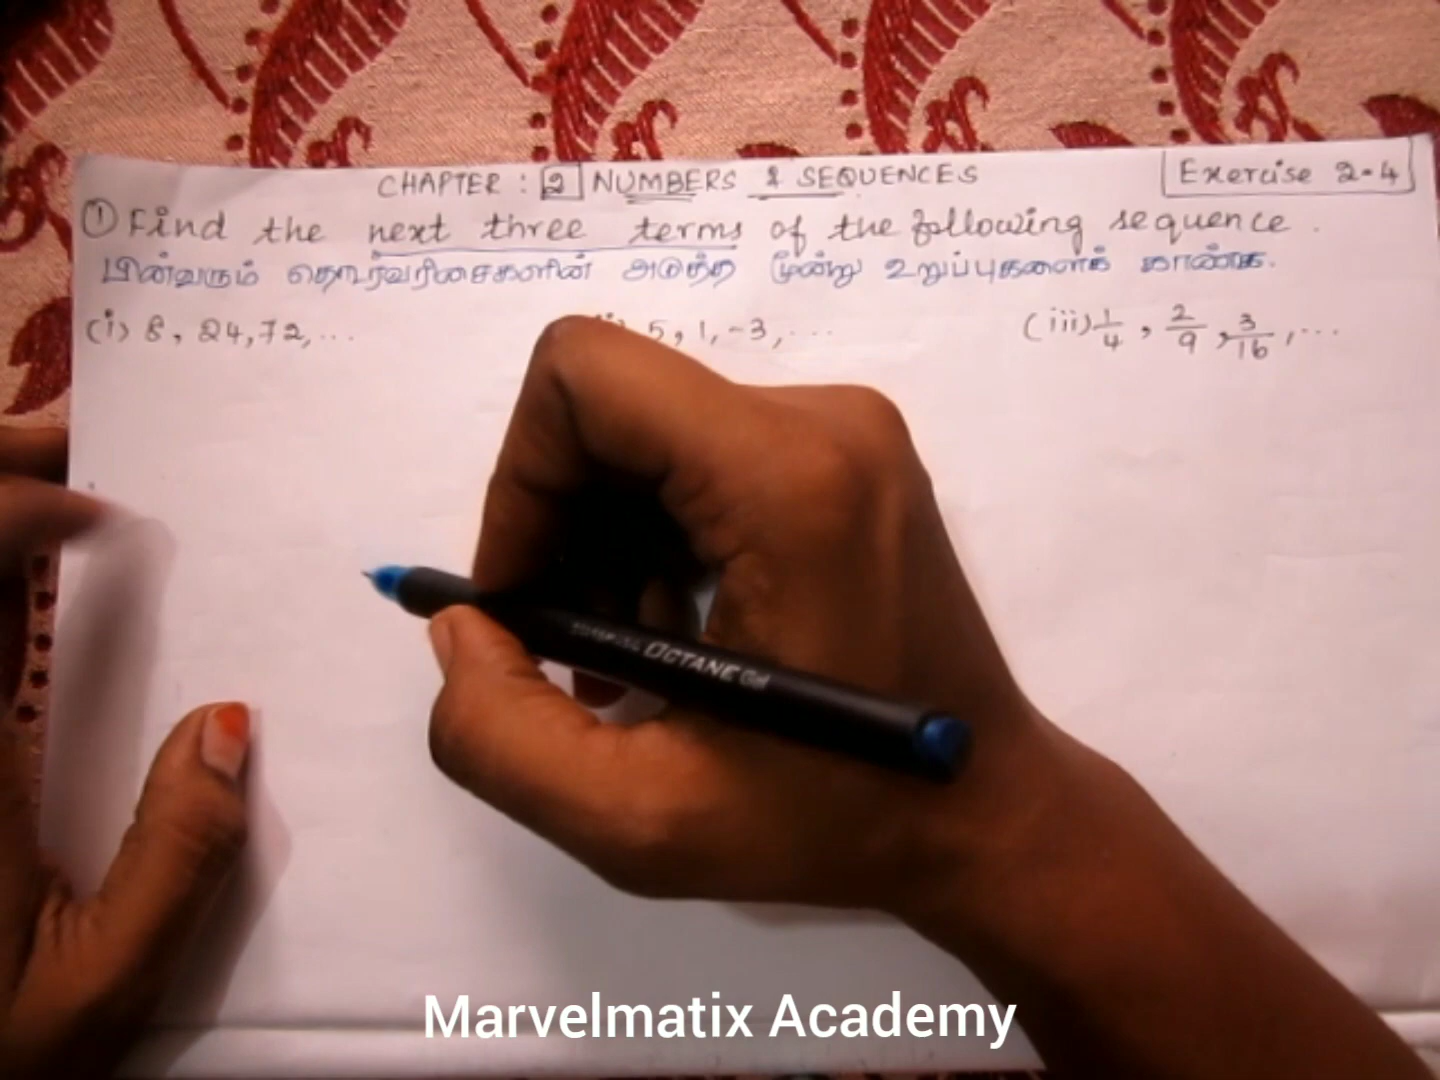 CHAPTER : 2 NUMBERS & SEQUENCES
Exercise 2.4
① Find the next three terms of the following sequence.
பின்வரும் தொடர்வரிசைகளின் அடுத்த மூன்று உறுப்புகளைக் காண்க.
(i) 8, 24, 72, ... 5, 1, -3, ... (iii) 1/4, 2/9, 3/16, ...
OCTANE Gel
Marvelmatix Academy